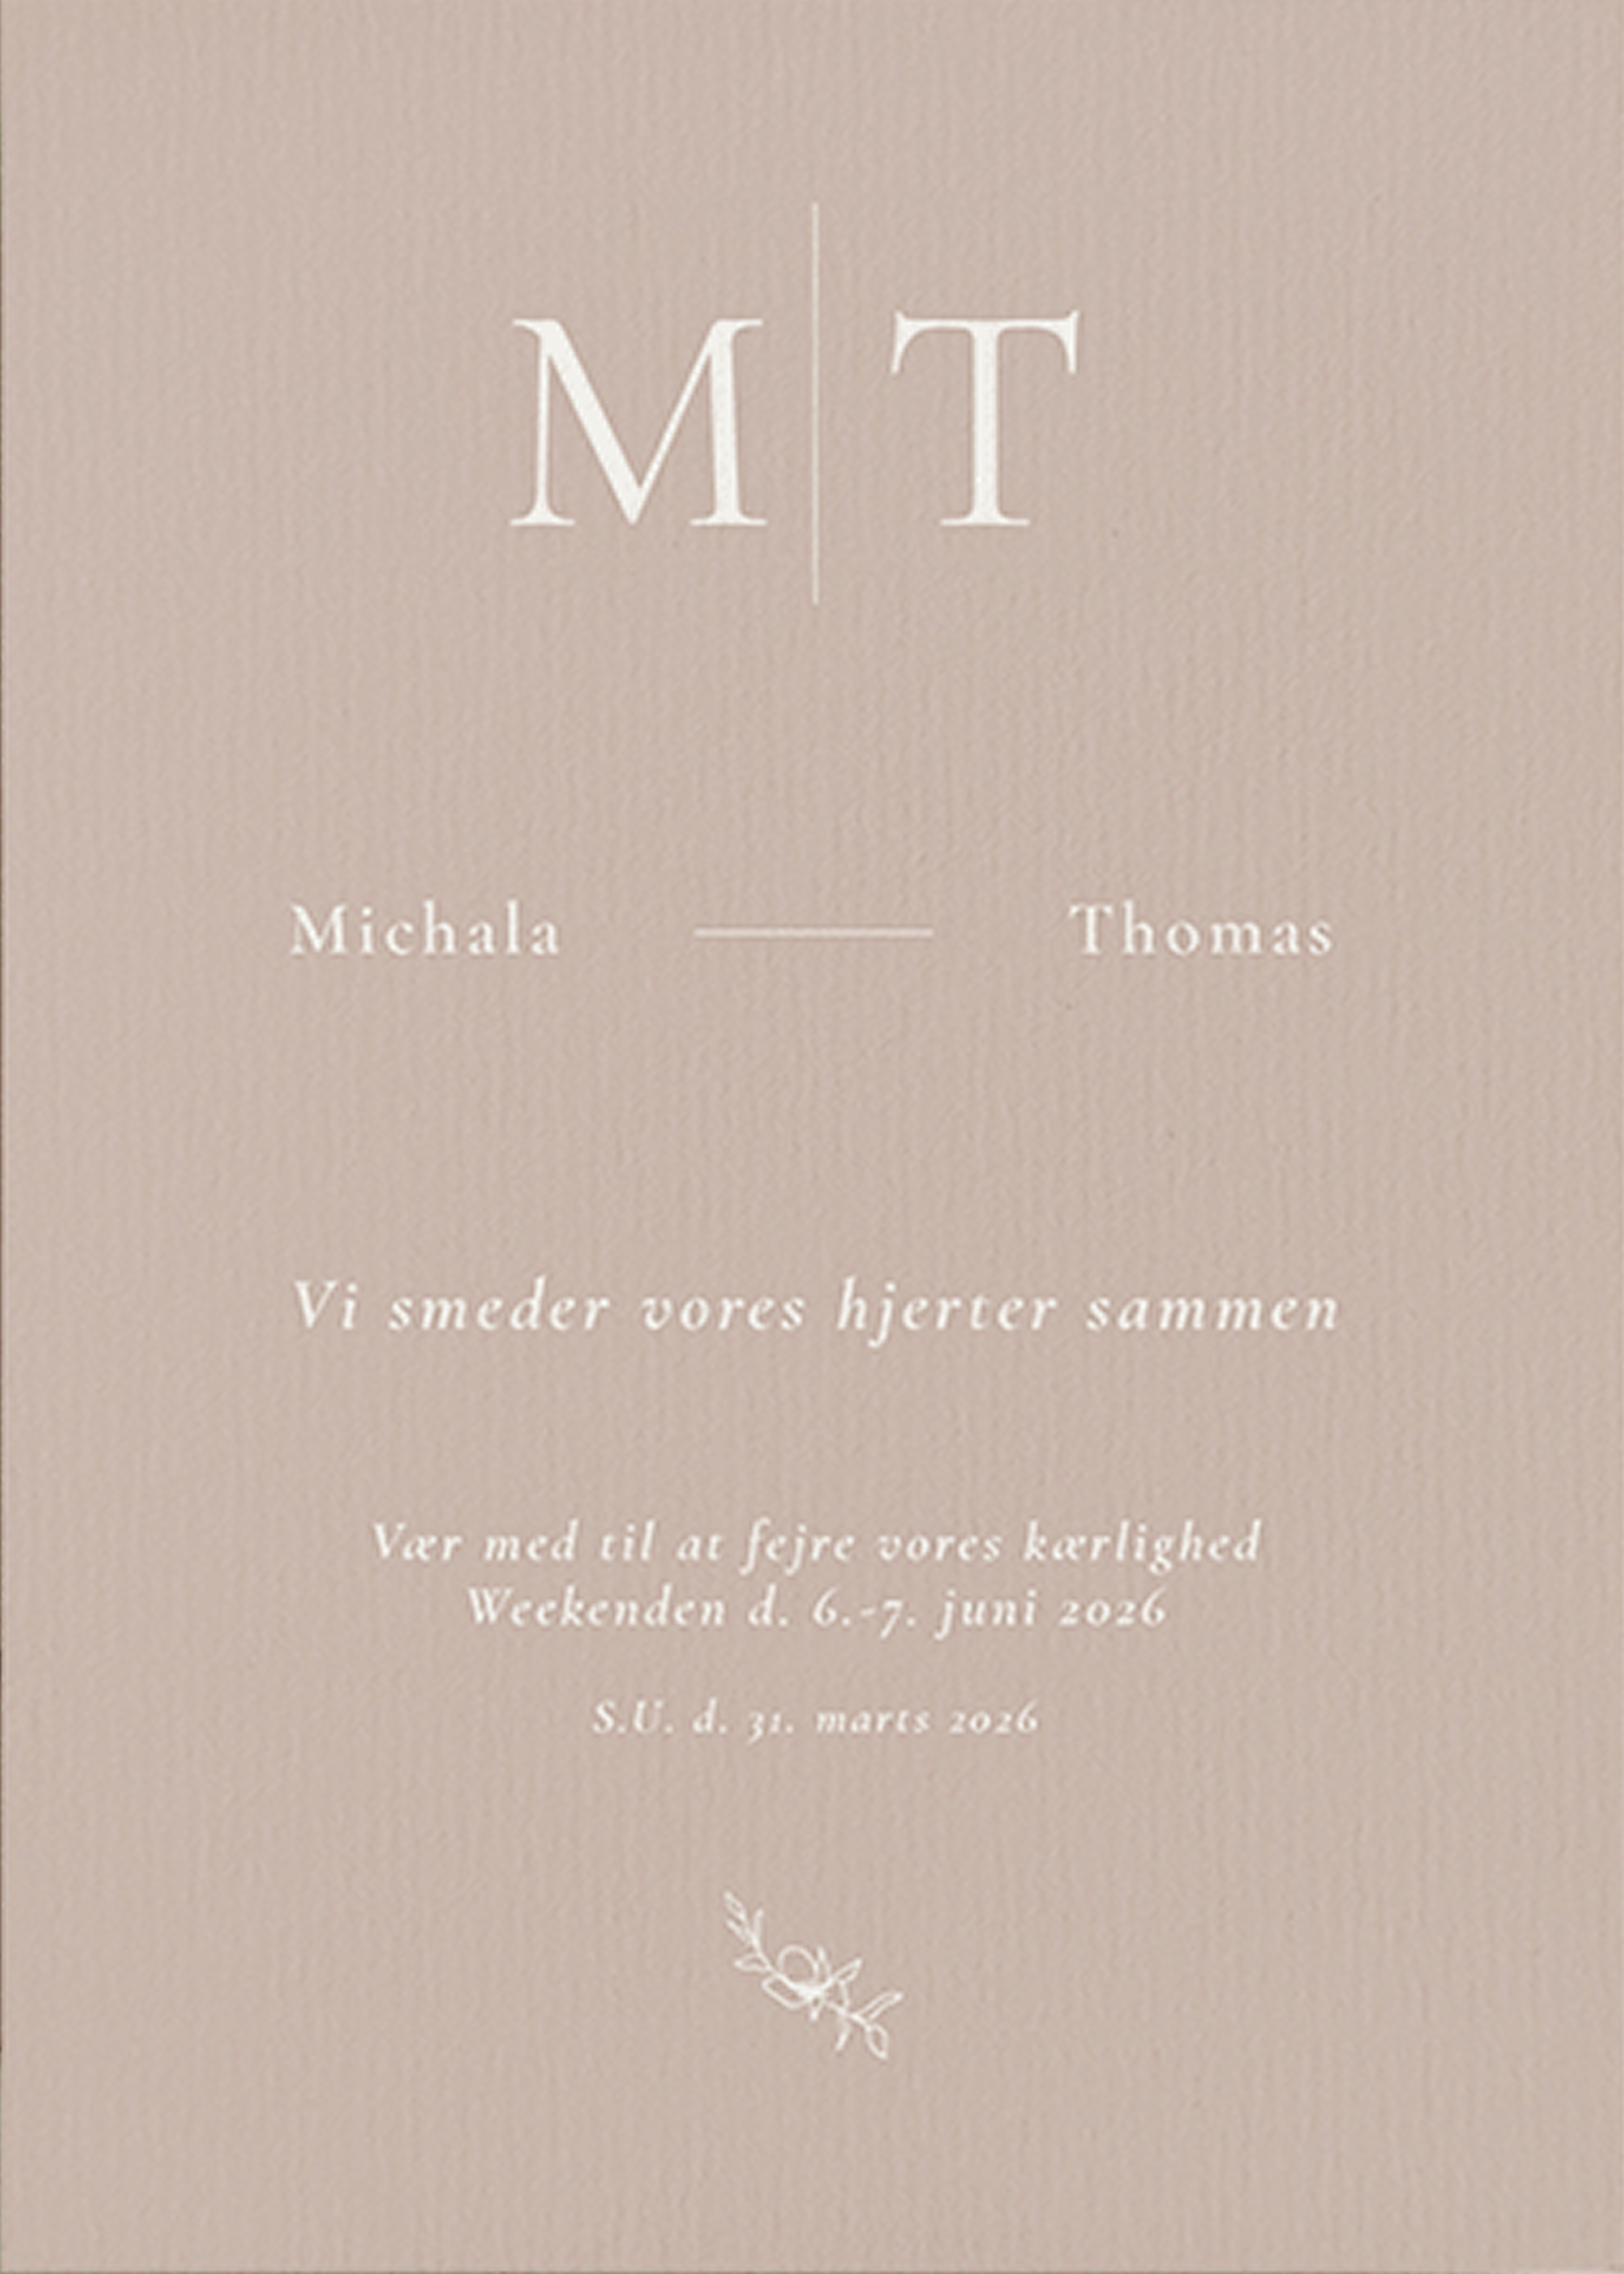 M|T
Michala — Thomas
Vi smeder vores hjerter sammen
Vær med til at fejre vores kærlighed
Weekenden d. 6.-7. juni 2026
S.U. d. 31. marts 2026